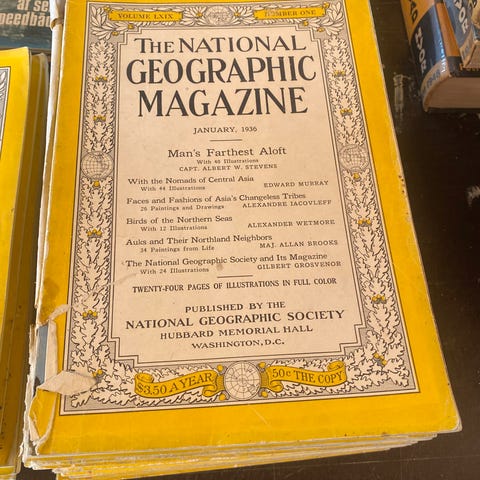 VOLUME LXIX
NUMBER ONE
THE NATIONAL
GEOGRAPHIC
MAGAZINE
JANUARY, 1936
Man's Farthest Aloft
With 40 Illustrations
CAPT. ALBERT W. STEVENS
With the Nomads of Central Asia
With 44 Illustrations EDWARD MURRAY
Faces and Fashions of Asia's Changeless Tribes
26 Paintings and Drawings ALEXANDRE IACOVLEFF
Birds of the Northern Seas
With 12 Illustrations ALEXANDER WETMORE
Auks and Their Northland Neighbors
34 Paintings from Life MAJ. ALLAN BROOKS
The National Geographic Society and Its Magazine
With 24 Illustrations GILBERT GROSVENOR
TWENTY-FOUR PAGES OF ILLUSTRATIONS IN FULL COLOR
PUBLISHED BY THE
NATIONAL GEOGRAPHIC SOCIETY
HUBBARD MEMORIAL HALL
WASHINGTON, D.C.
$3.50 A YEAR
50¢ THE COPY